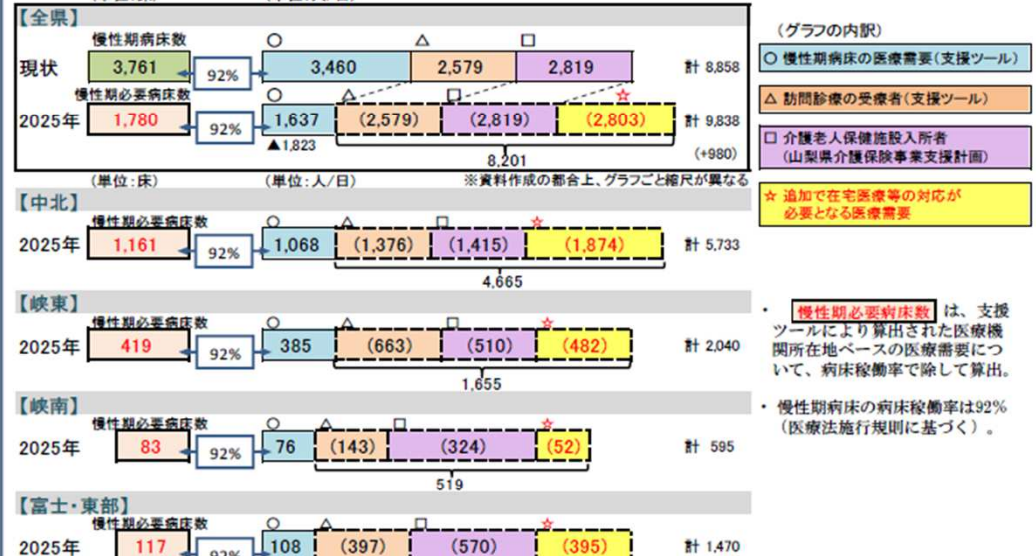 【全県】
慢性期病床数 ○ △ □
現状 3,761 92% 3,460 2,579 2,819 計 8,858
慢性期必要病床数 ○ △ □ ☆
2025年 1,780 92% 1,637 (2,579) (2,819) (2,803) 計 9,838
▲1,823 8,201 (+980)
(単位:床) (単位:人/日) ※資料作成の都合上、グラフごと縮尺が異なる
【中北】
慢性期必要病床数 ○ △ □ ☆
2025年 1,161 92% 1,068 (1,376) (1,415) (1,874) 計 5,733
4,665
【峡東】
慢性期必要病床数 ○ △ □ ☆
2025年 419 92% 385 (663) (510) (482) 計 2,040
1,655
【峡南】
慢性期必要病床数 ○ △ □ ☆
2025年 83 92% 76 (143) (324) (52) 計 595
519
【富士・東部】
慢性期必要病床数 ○ △ □ ☆
2025年 117 92% 108 (397) (570) (395) 計 1,470
(グラフの内訳)
○ 慢性期病床の医療需要(支援ツール)
△ 訪問診療の受療者(支援ツール)
□ 介護老人保健施設入所者
(山梨県介護保険事業支援計画)
☆ 追加で在宅医療等の対応が
必要となる医療需要
・ 慢性期必要病床数 は、支援
ツールにより算出された医療機
関所在地ベースの医療需要につ
いて、病床稼働率で除して算出。
・ 慢性期病床の病床稼働率は92%
(医療法施行規則に基づく)。